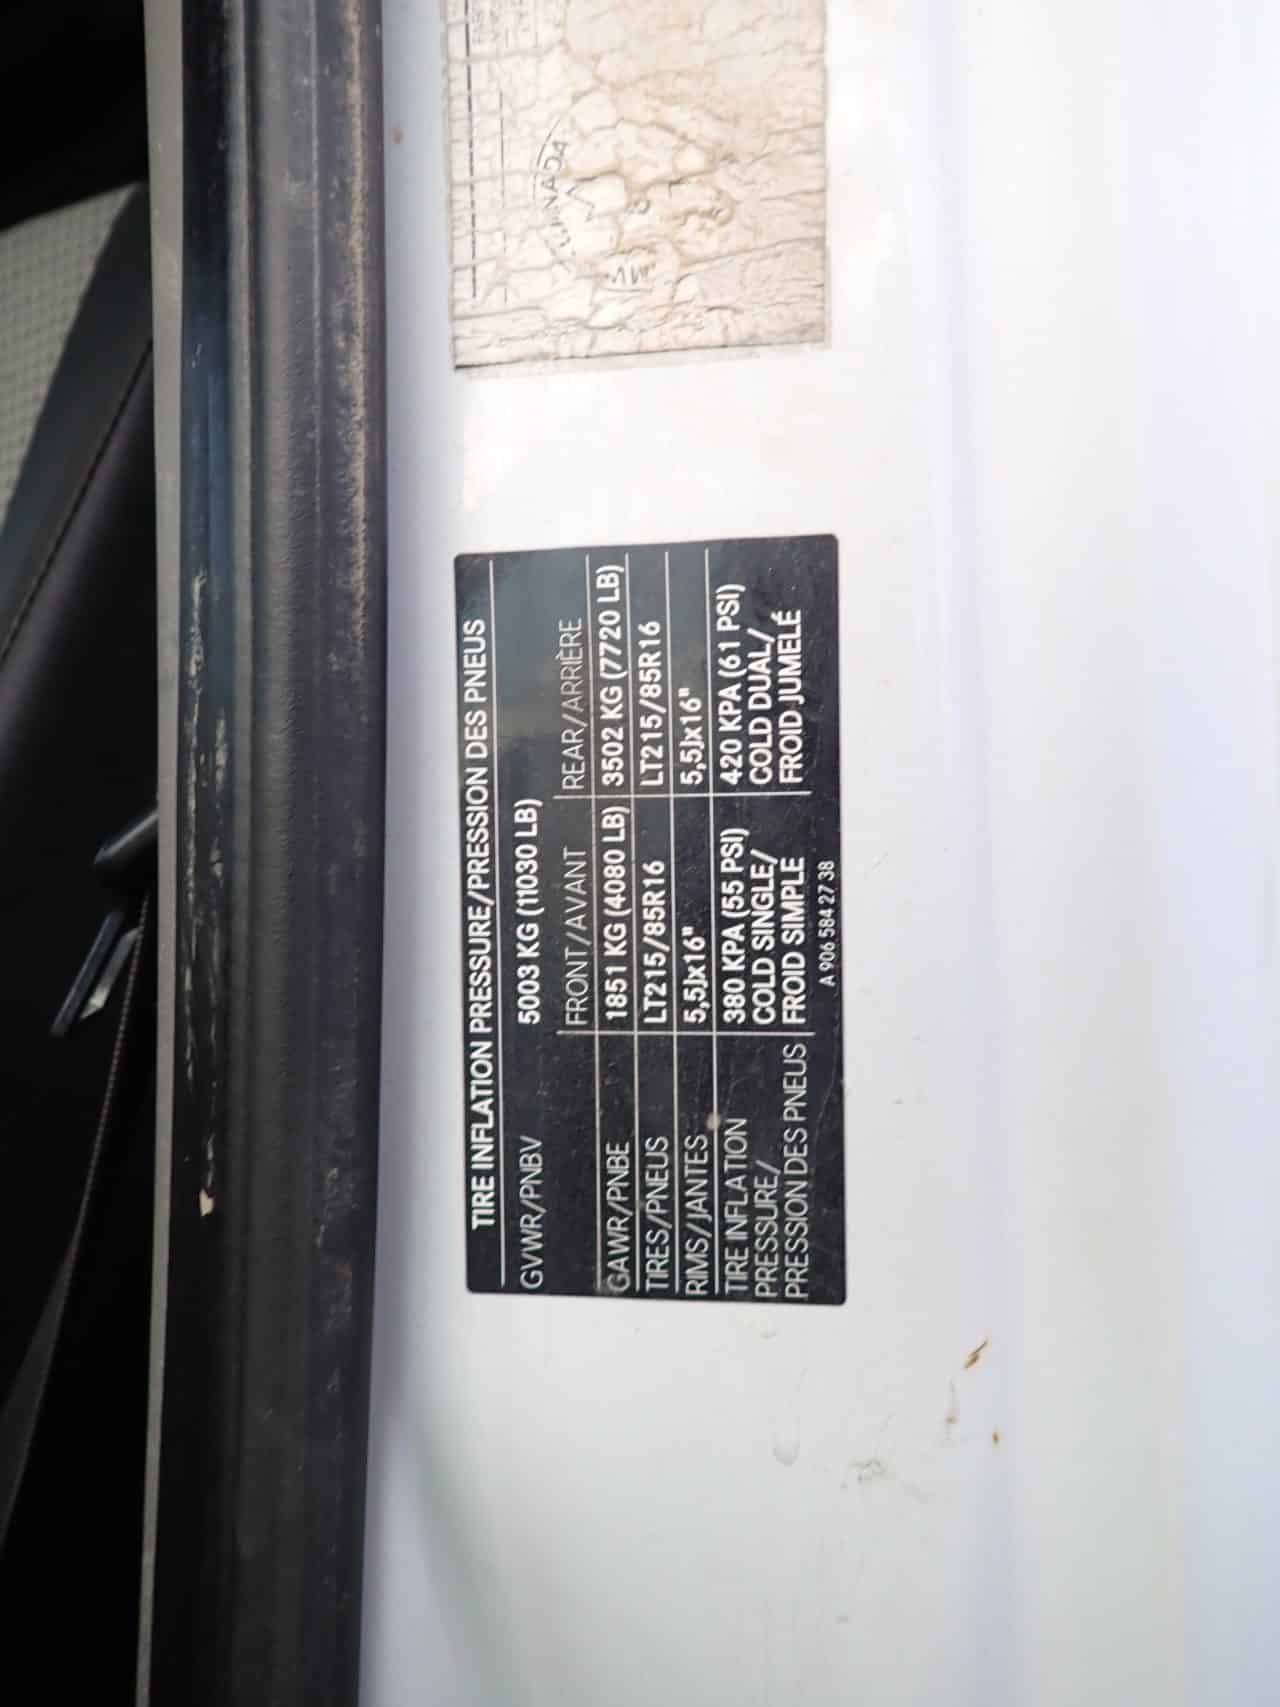 TIRE INFLATION PRESSURE/PRESSION DES PNEUS
GVWR/PNBV 5003 KG (11030 LB)
FRONT/AVANT REAR/ARRIÈRE
GAWR/PNBE 1851 KG (4080 LB) 3502 KG (7720 LB)
TIRES/PNEUS LT215/85R16 LT215/85R16
RIMS/JANTES 5,5Jx16" 5,5Jx16"
TIRE INFLATION 380 KPA (55 PSI) 420 KPA (61 PSI)
PRESSURE/ COLD SINGLE/ COLD DUAL/
PRESSION DES PNEUS FROID SIMPLE FROID JUMELÉ
A 906 584 27 38
CANADA
MV